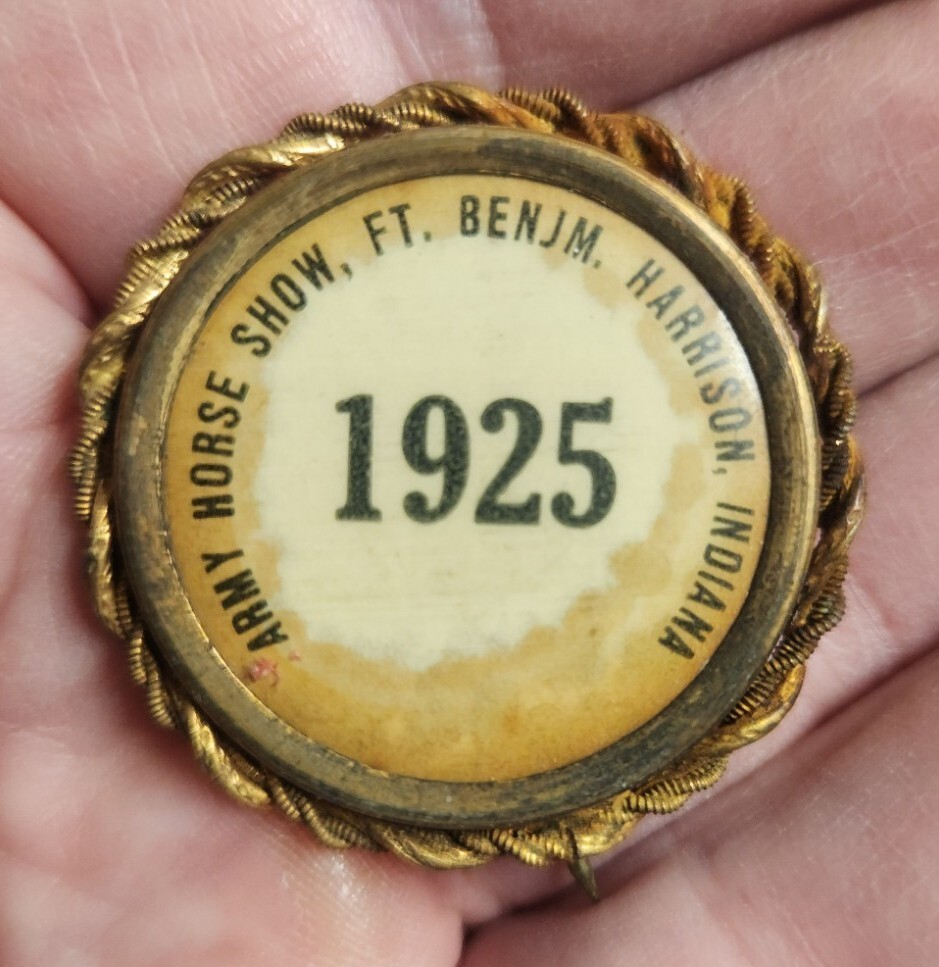 ARMY HORSE SHOW, FT. BENJM. HARRISON, INDIANA
1925